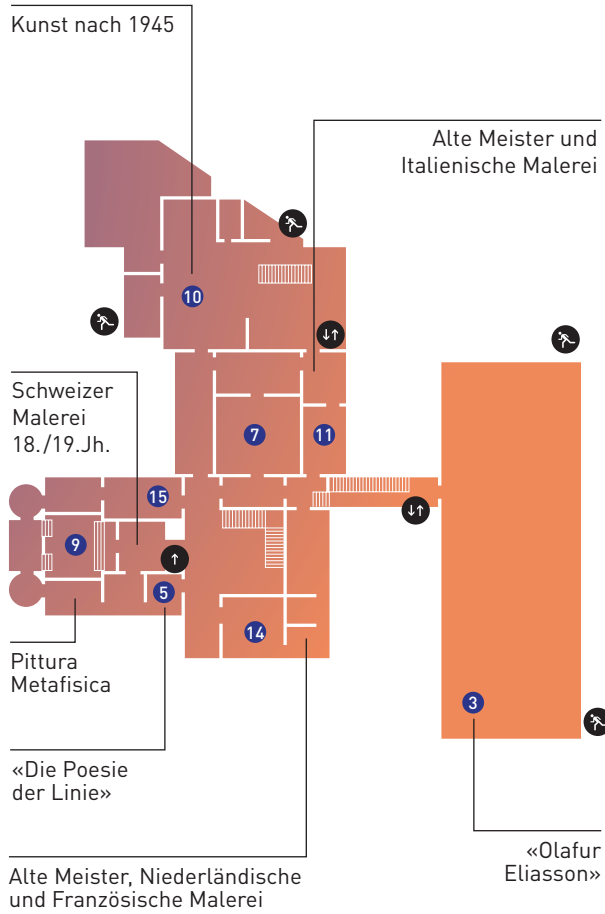 Kunst nach 1945
Alte Meister und
Italienische Malerei
10
Schweizer
Malerei
18./19.Jh.
7
11
15
9
5
14
Pittura
Metafisica
3
«Die Poesie
der Linie»
«Olafur
Eliasson»
Alte Meister, Niederländische
und Französische Malerei